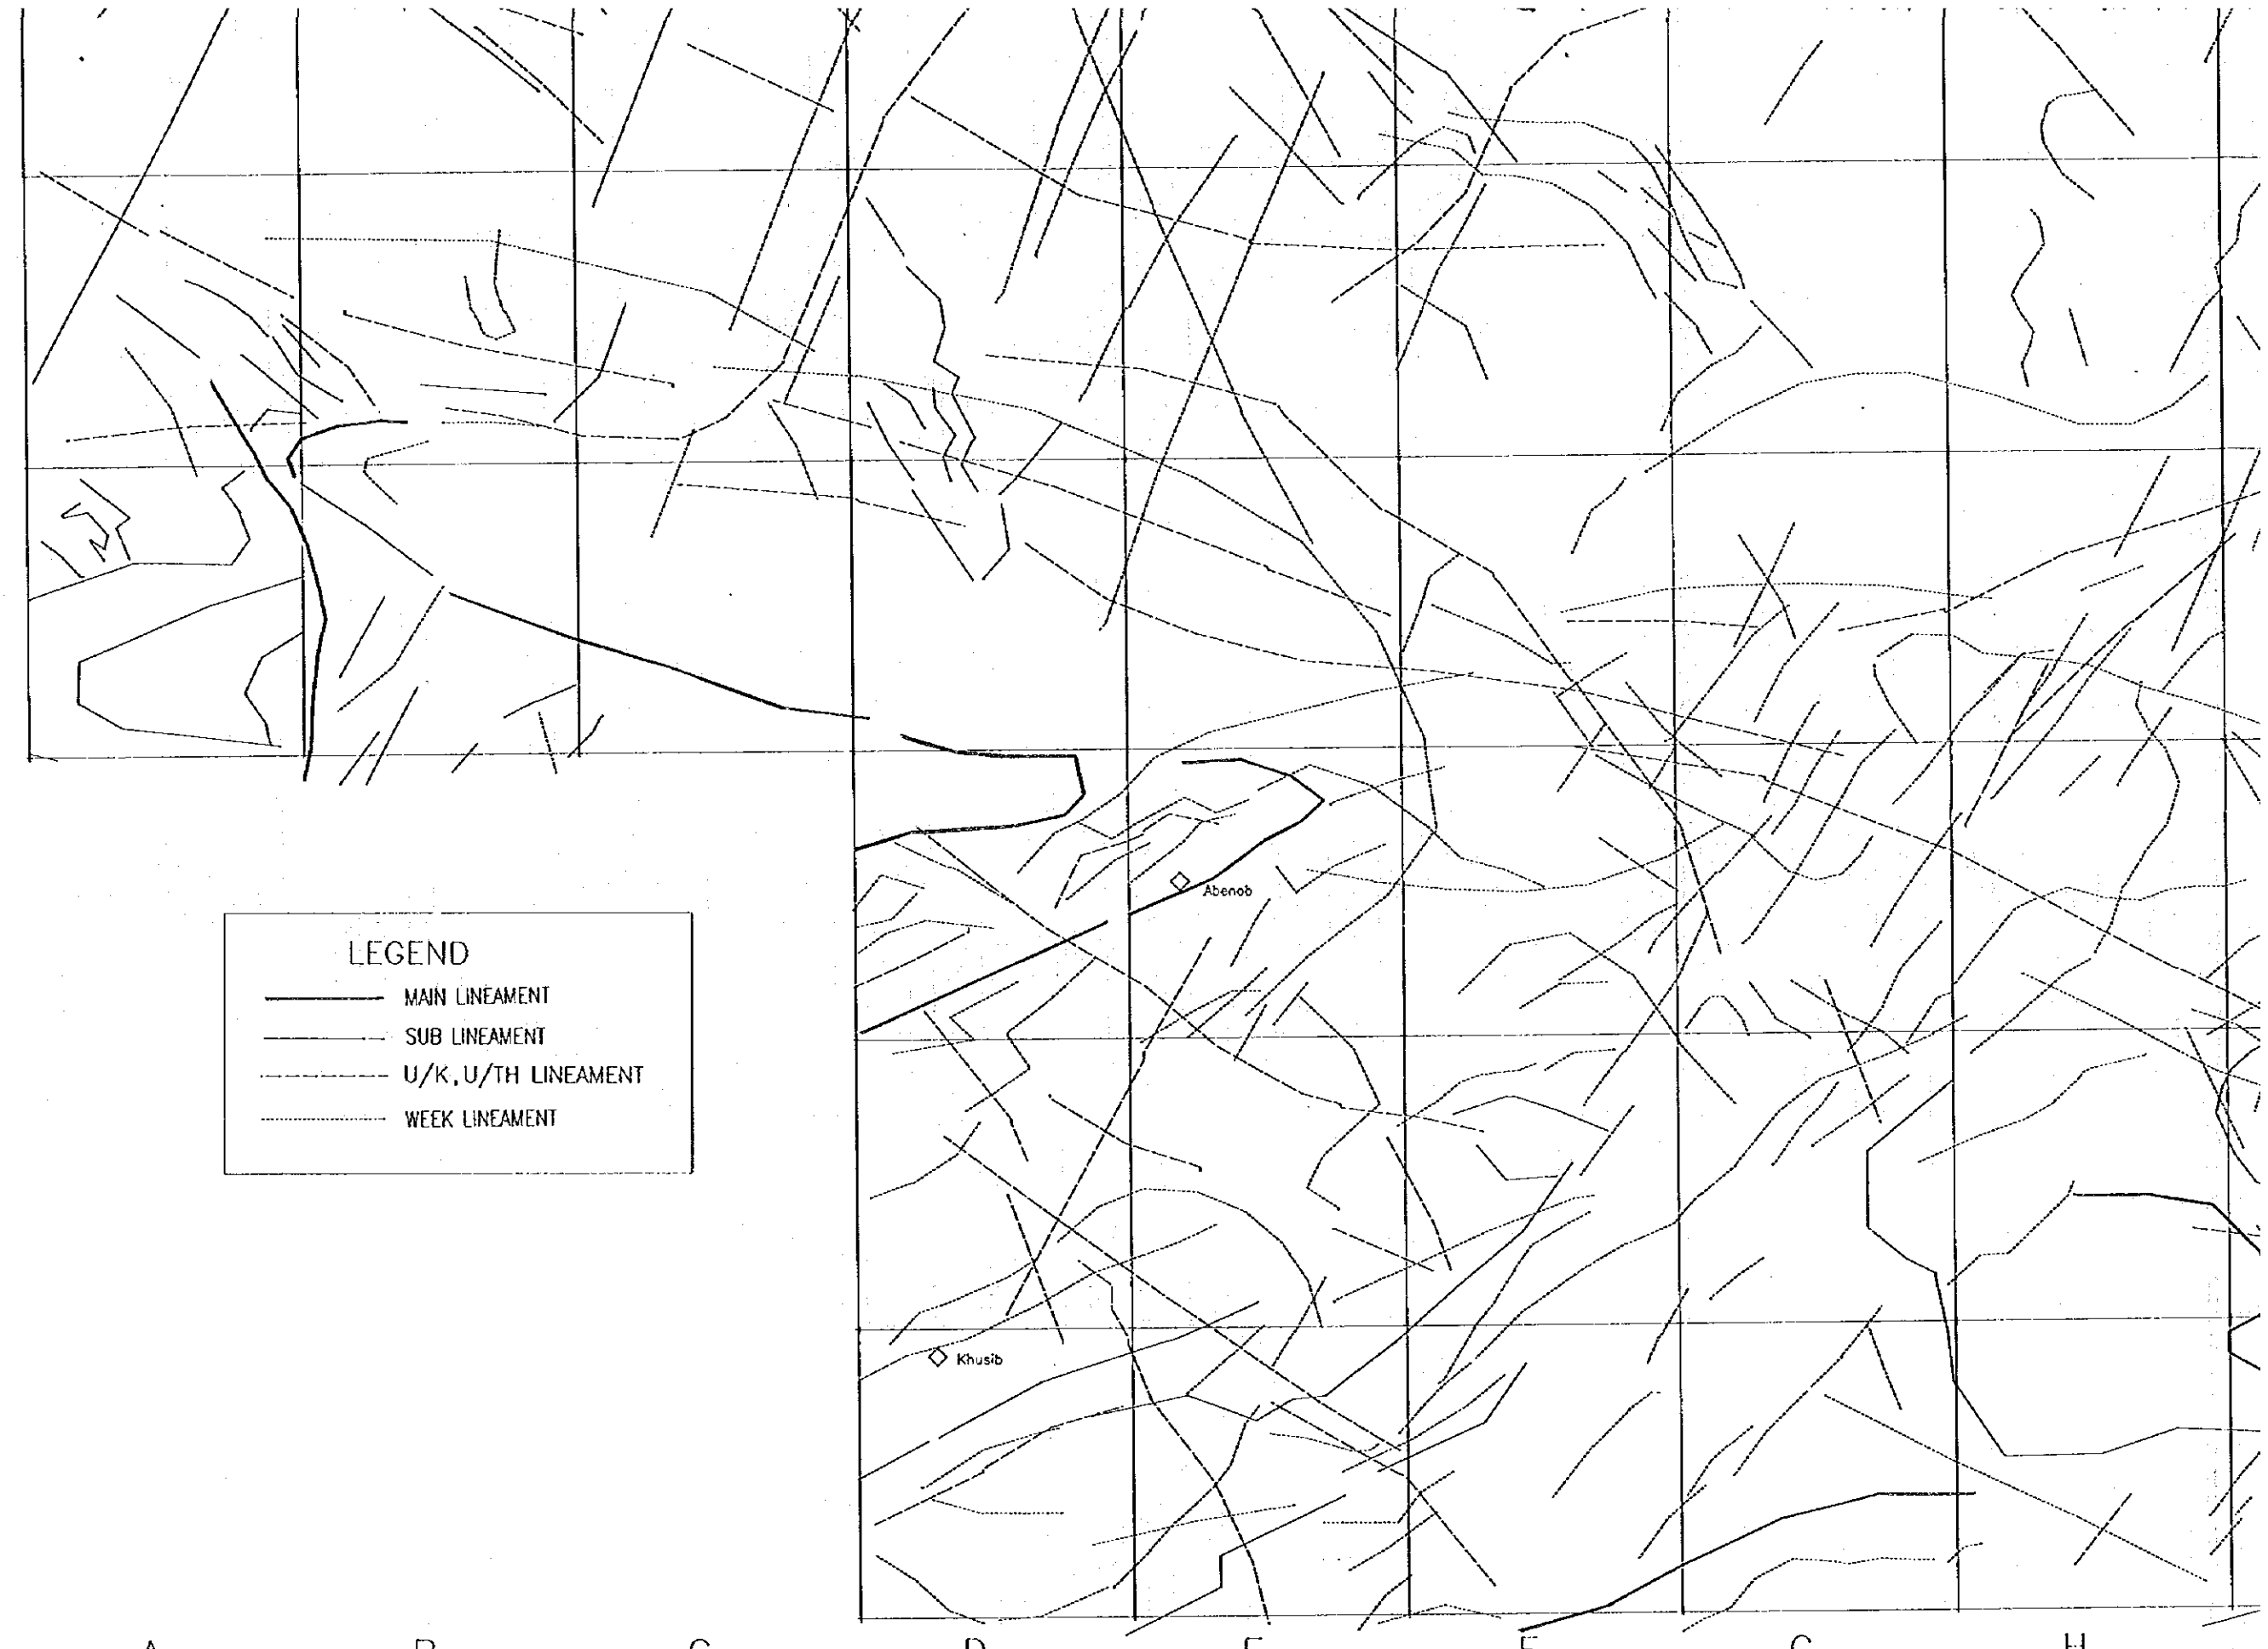 Abenob
LEGEND
MAIN LINEAMENT
SUB LINEAMENT
U/K,U/TH LINEAMENT
WEEK LINEAMENT
Khusib
A B C D E F G H